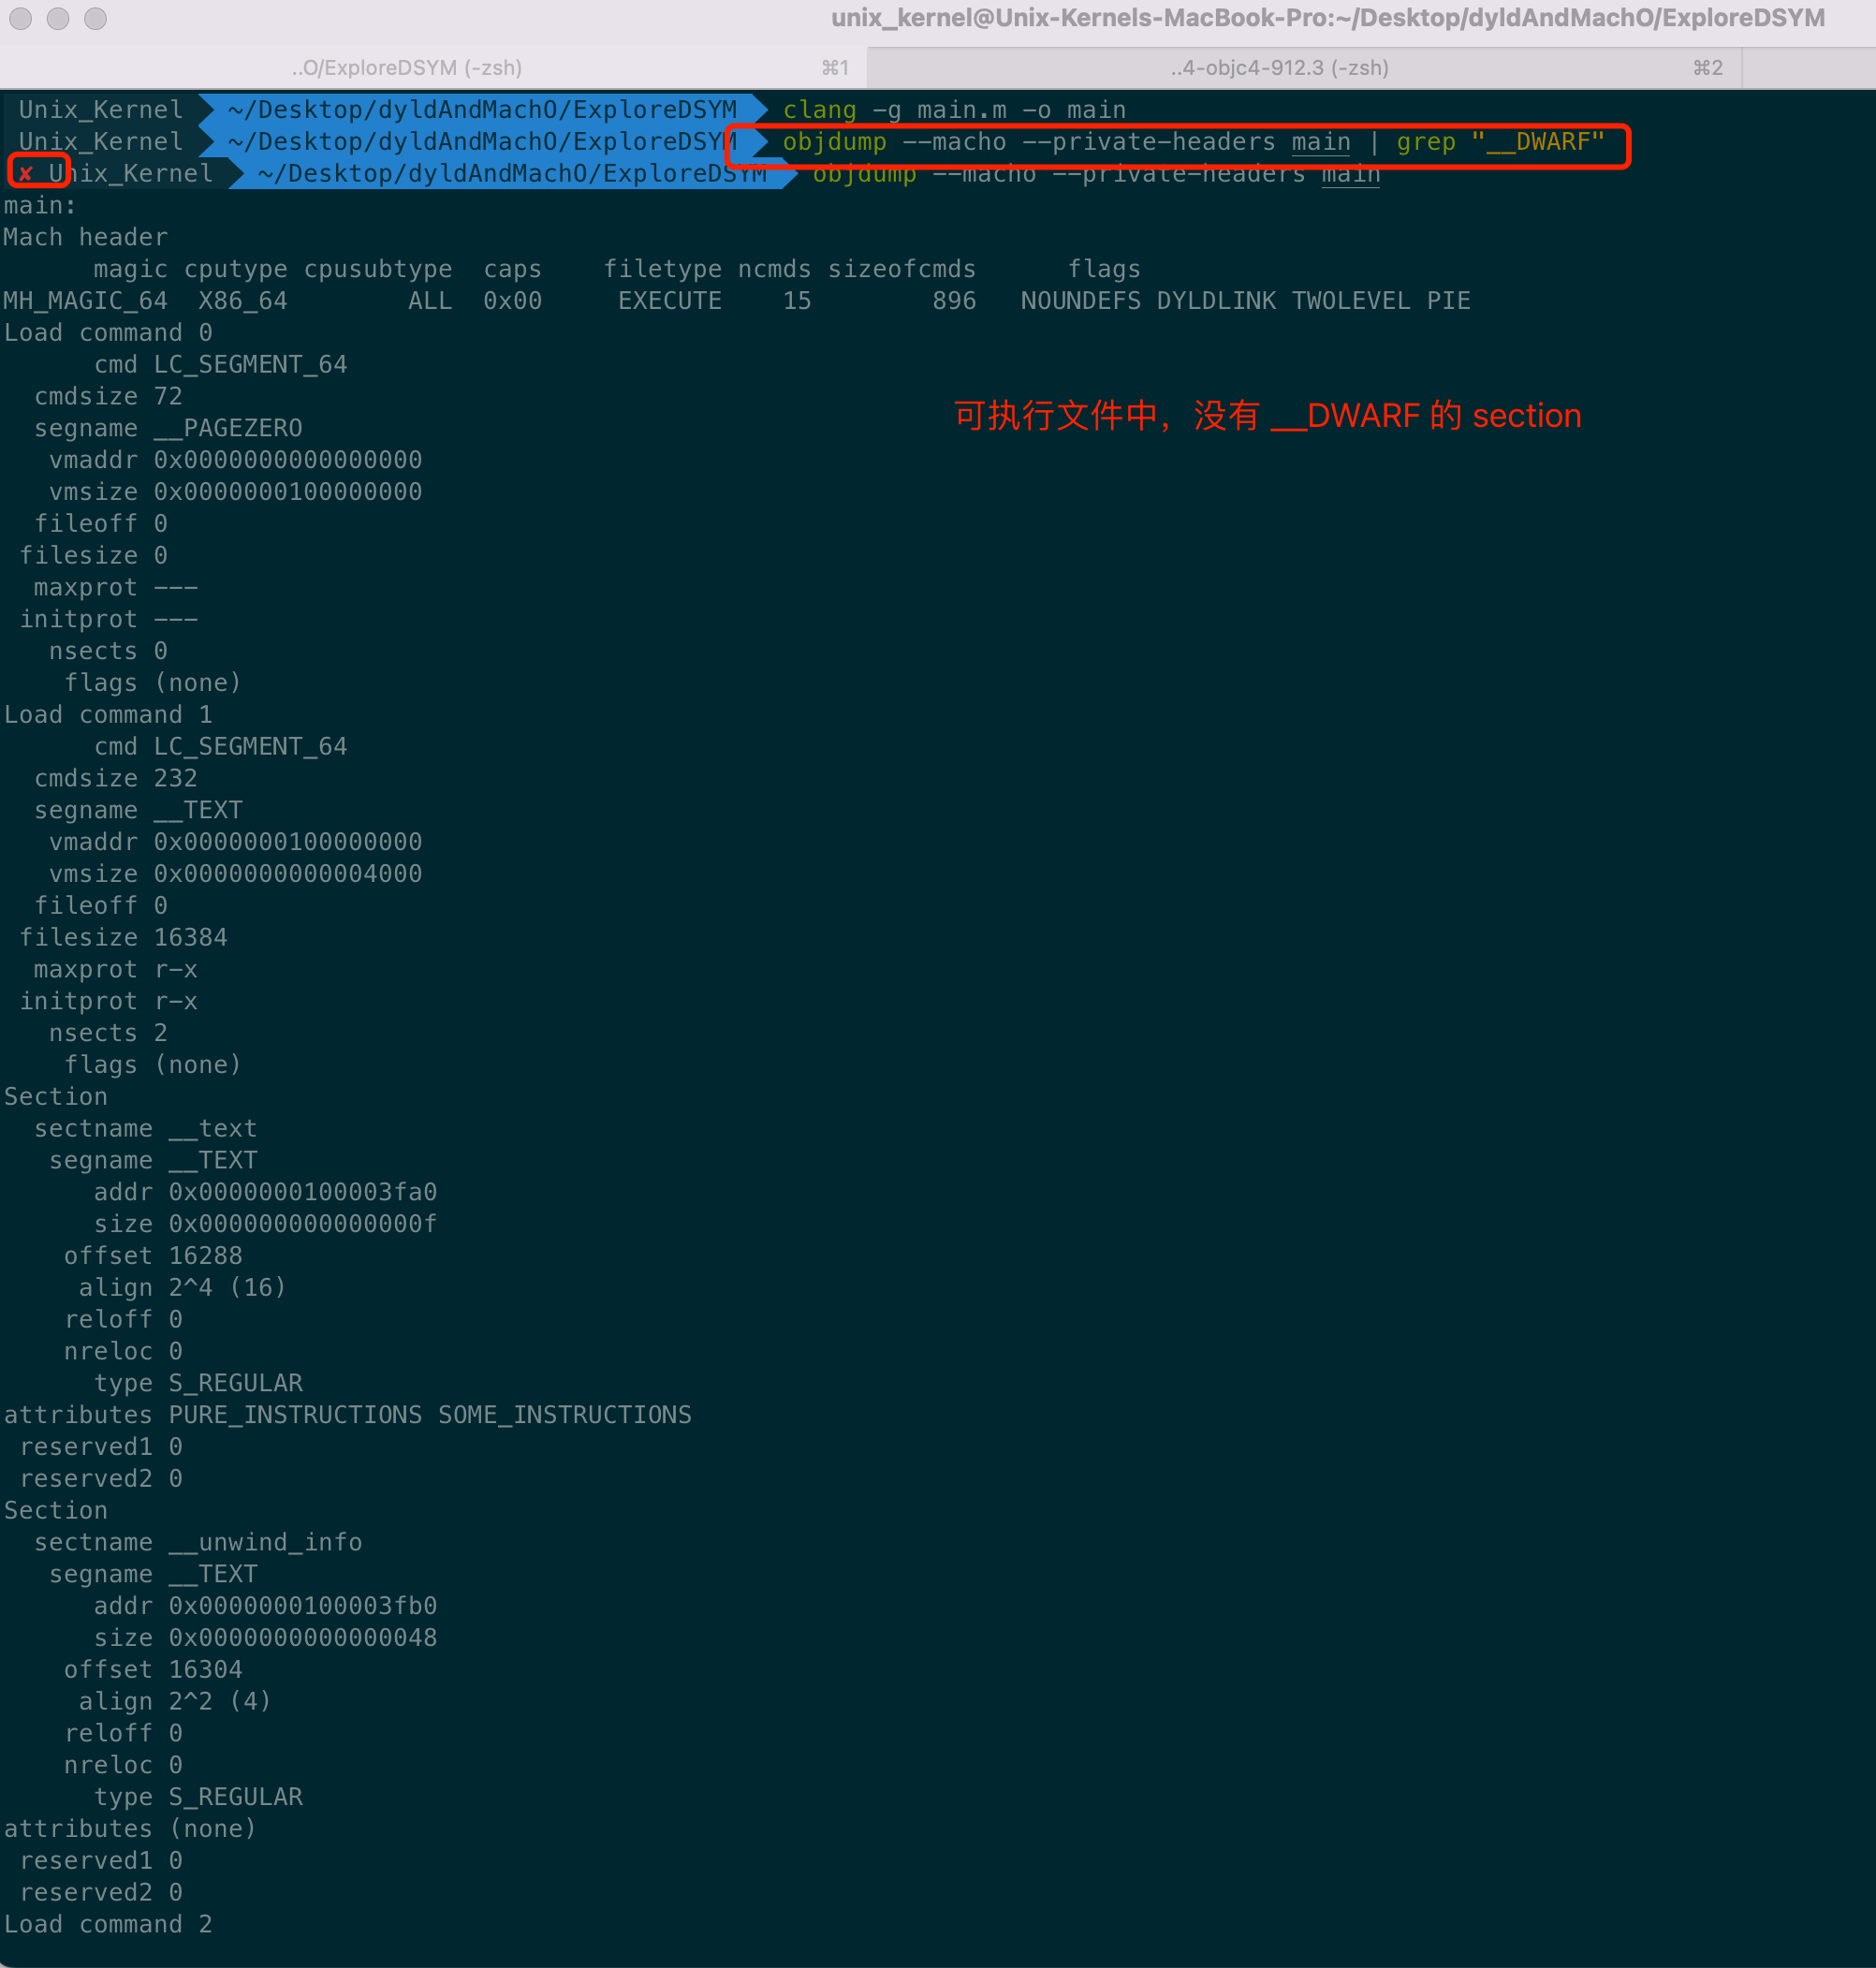 unix_kernel@Unix-Kernels-MacBook-Pro:~/Desktop/dyldAndMachO/ExploreDSYM
..O/ExploreDSYM (-zsh) ⌘1 ..4-objc4-912.3 (-zsh) ⌘2
Unix_Kernel ~/Desktop/dyldAndMachO/ExploreDSYM clang -g main.m -o main
Unix_Kernel ~/Desktop/dyldAndMachO/ExploreDSYM objdump --macho --private-headers main | grep "__DWARF"
✘ Unix_Kernel ~/Desktop/dyldAndMachO/ExploreDSYM objdump --macho --private-headers main
main:
Mach header
magic cputype cpusubtype caps filetype ncmds sizeofcmds flags
MH_MAGIC_64 X86_64 ALL 0x00 EXECUTE 15 896 NOUNDEFS DYLDLINK TWOLEVEL PIE
Load command 0
cmd LC_SEGMENT_64
cmdsize 72
可执行文件中，没有 __DWARF 的 section
segname __PAGEZERO
vmaddr 0x0000000000000000
vmsize 0x0000000100000000
fileoff 0
filesize 0
maxprot ---
initprot ---
nsects 0
flags (none)
Load command 1
cmd LC_SEGMENT_64
cmdsize 232
segname __TEXT
vmaddr 0x0000000100000000
vmsize 0x0000000000004000
fileoff 0
filesize 16384
maxprot r-x
initprot r-x
nsects 2
flags (none)
Section
sectname __text
segname __TEXT
addr 0x0000000100003fa0
size 0x000000000000000f
offset 16288
align 2^4 (16)
reloff 0
nreloc 0
type S_REGULAR
attributes PURE_INSTRUCTIONS SOME_INSTRUCTIONS
reserved1 0
reserved2 0
Section
sectname __unwind_info
segname __TEXT
addr 0x0000000100003fb0
size 0x0000000000000048
offset 16304
align 2^2 (4)
reloff 0
nreloc 0
type S_REGULAR
attributes (none)
reserved1 0
reserved2 0
Load command 2